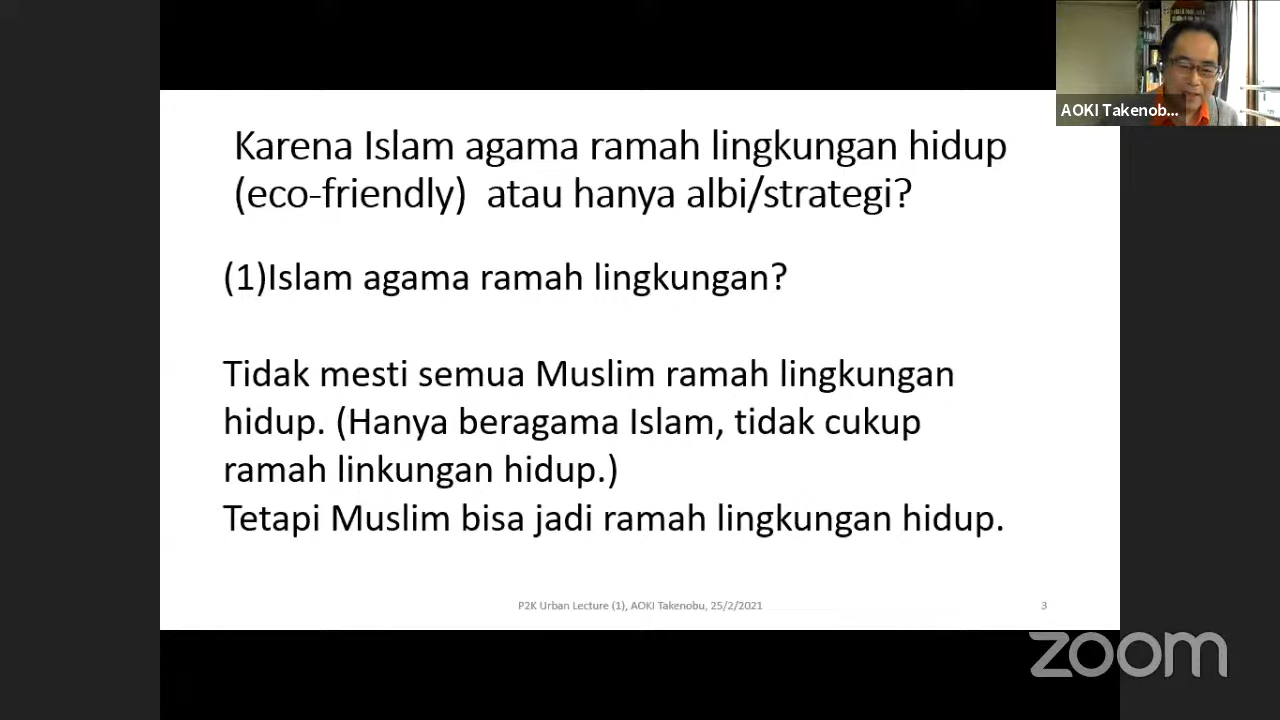 AOKI Takenob...
Karena Islam agama ramah lingkungan hidup
(eco-friendly) atau hanya albi/strategi?
(1)Islam agama ramah lingkungan?
Tidak mesti semua Muslim ramah lingkungan
hidup. (Hanya beragama Islam, tidak cukup
ramah linkungan hidup.)
Tetapi Muslim bisa jadi ramah lingkungan hidup.
P2K Urban Lecture (1), AOKI Takenobu, 25/2/2021
3
zoom